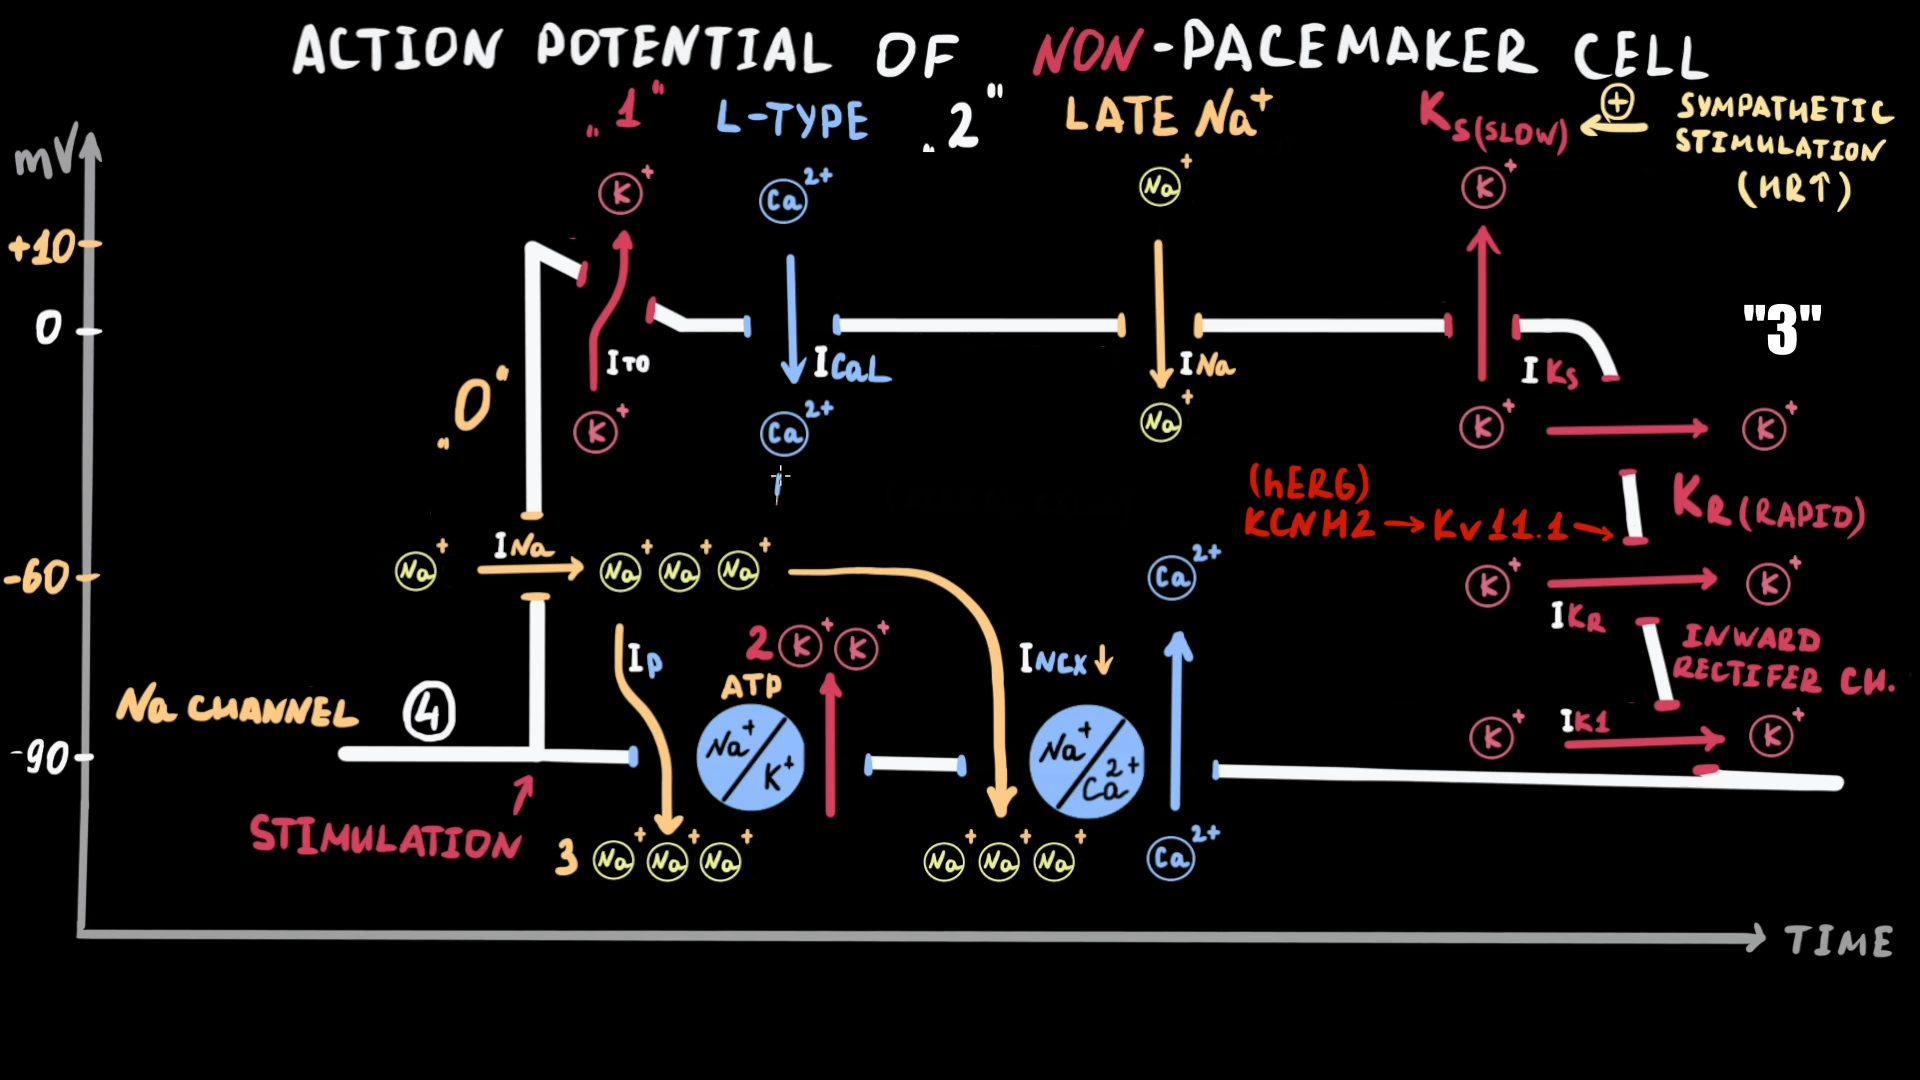 ACTION POTENTIAL OF NON-PACEMAKER CELL
„1"
L-TYPE
„2"
LATE Na+
Ks(SLOW)
+
SYMPATHETIC
STIMULATION
(HR↑)
mV
K+
Ca2+
Na+
K+
+10
0
"3"
ITO
ICaL
INa
IKs
„0"
K+
Ca2+
Na+
K+
K+
(hERG)
KCNH2→Kv11.1→
KR(RAPID)
Na+
INa
Na+ Na+ Na+
Ca2+
K+
K+
-60
IKR
2 K+ K+
IP
INCX↓
INWARD
RECTIFER CH.
ATP
Na CHANNEL
4
Na+/K+
Na+/Ca2+
K+
IK1
K+
-90
STIMULATION
3 Na+ Na+ Na+
Na+ Na+ Na+
Ca2+
TIME